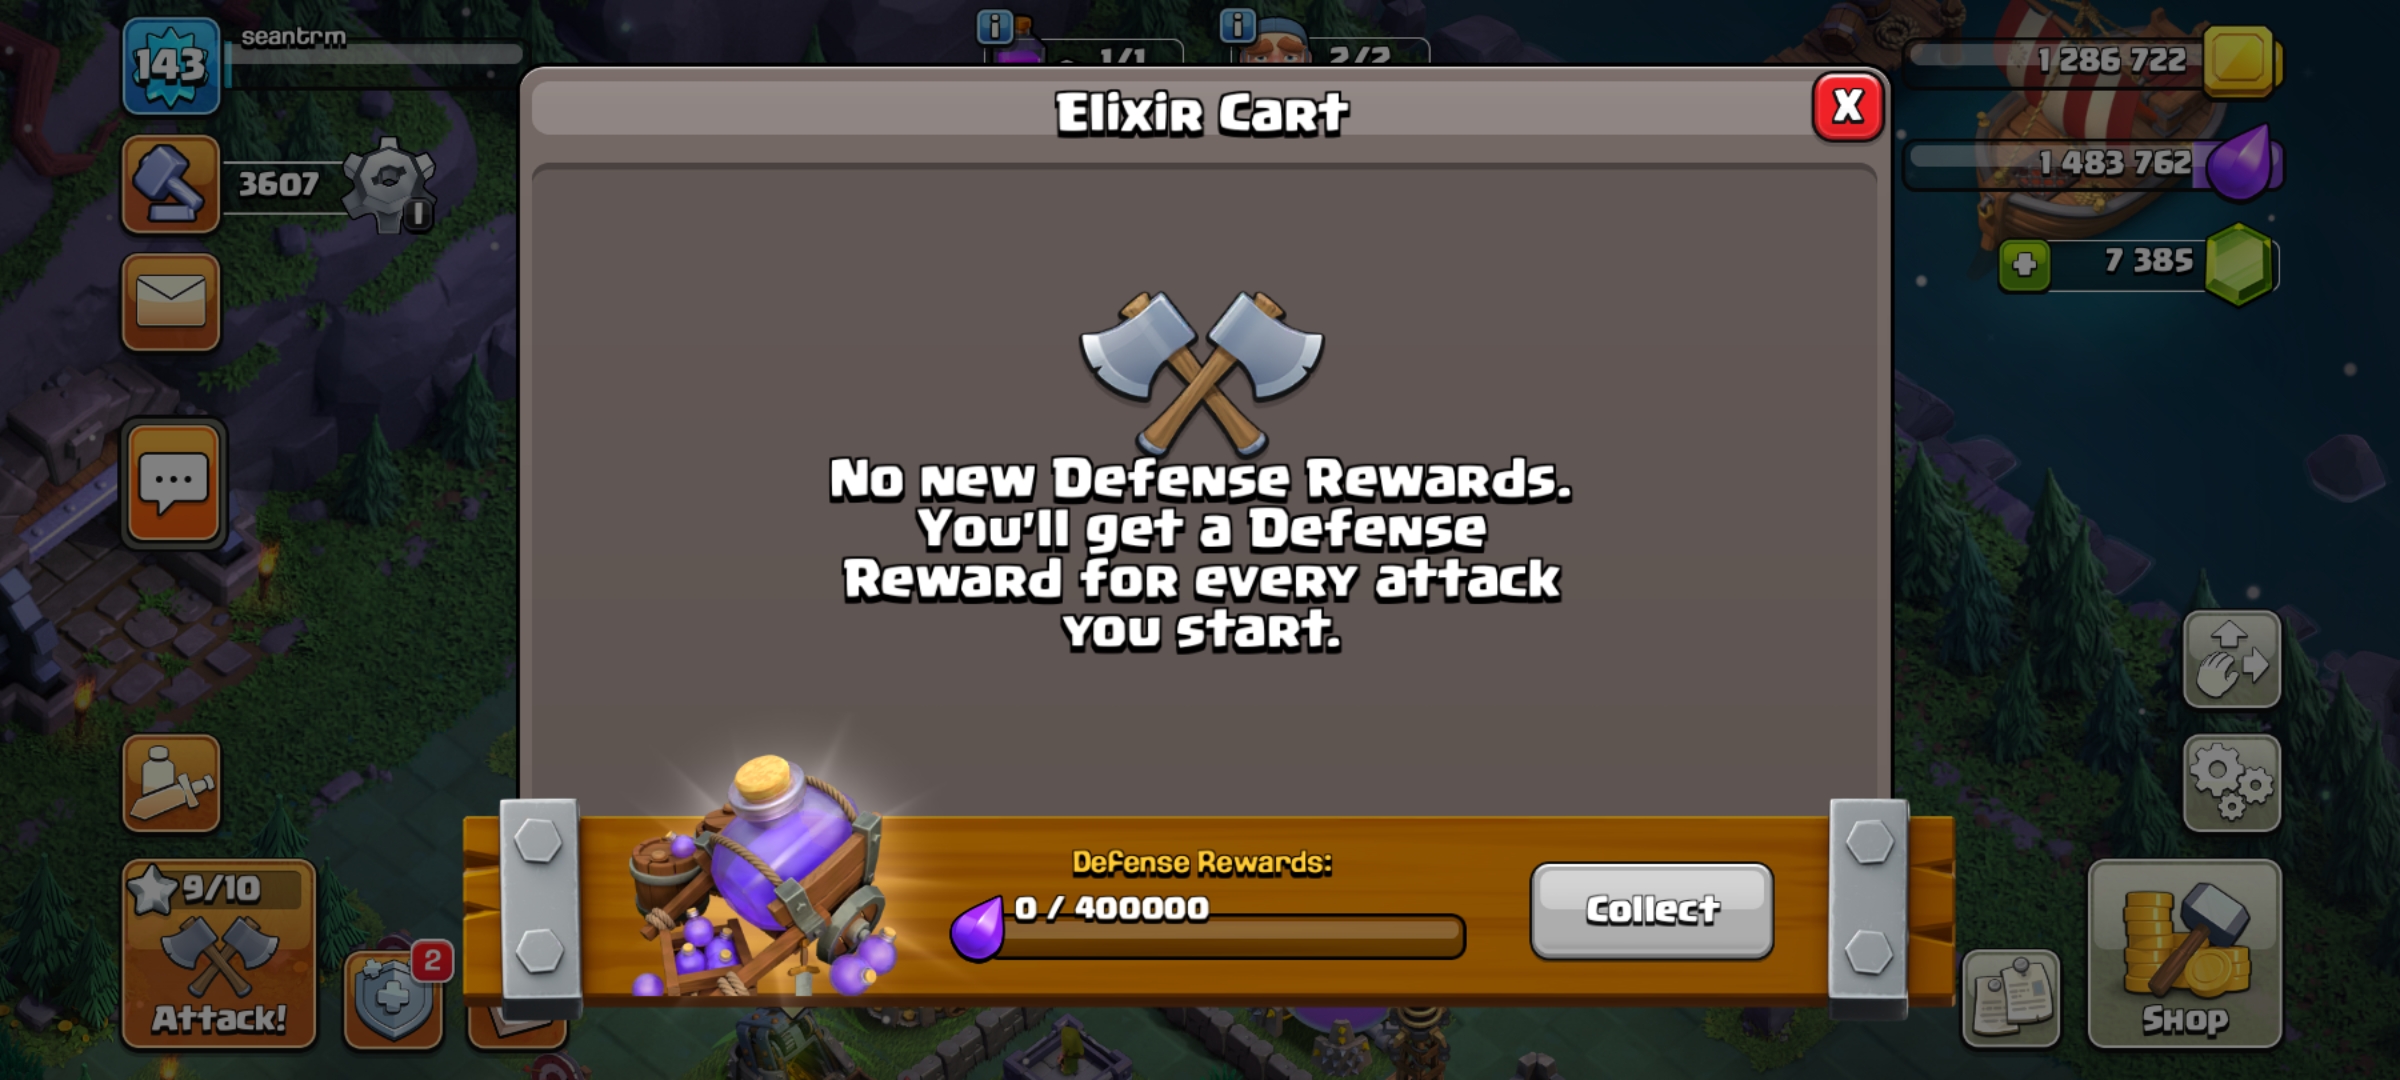 143
seantrm
1/1
2/2
1 286 722
Elixir Cart
X
3607
I
1 483 762
7 385
No new Defense Rewards.
You'll get a Defense
Reward for every attack
you start.
9/10
Attack!
2
Defense Rewards:
0 / 400000
Collect
Shop